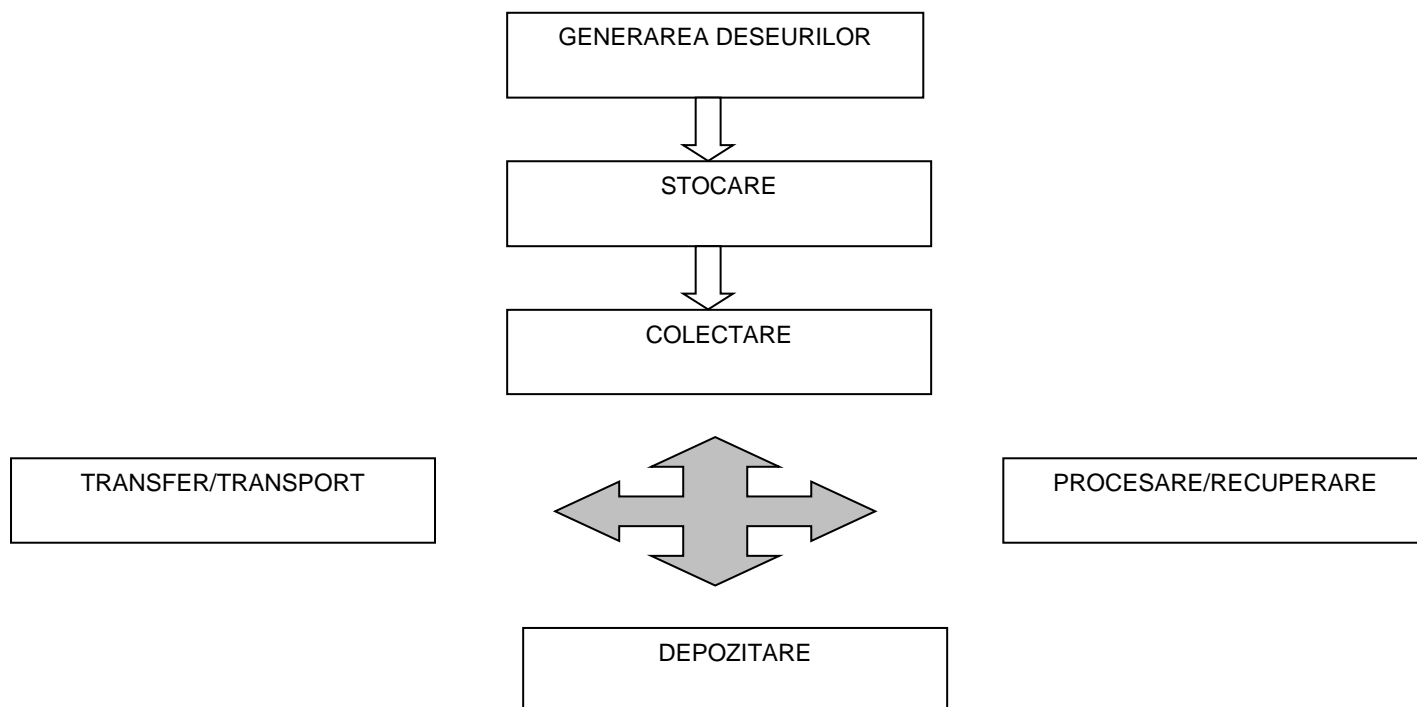 GENERAREA DESEURILOR
STOCARE
COLECTARE
TRANSFER/TRANSPORT
PROCESARE/RECUPERARE
DEPOZITARE